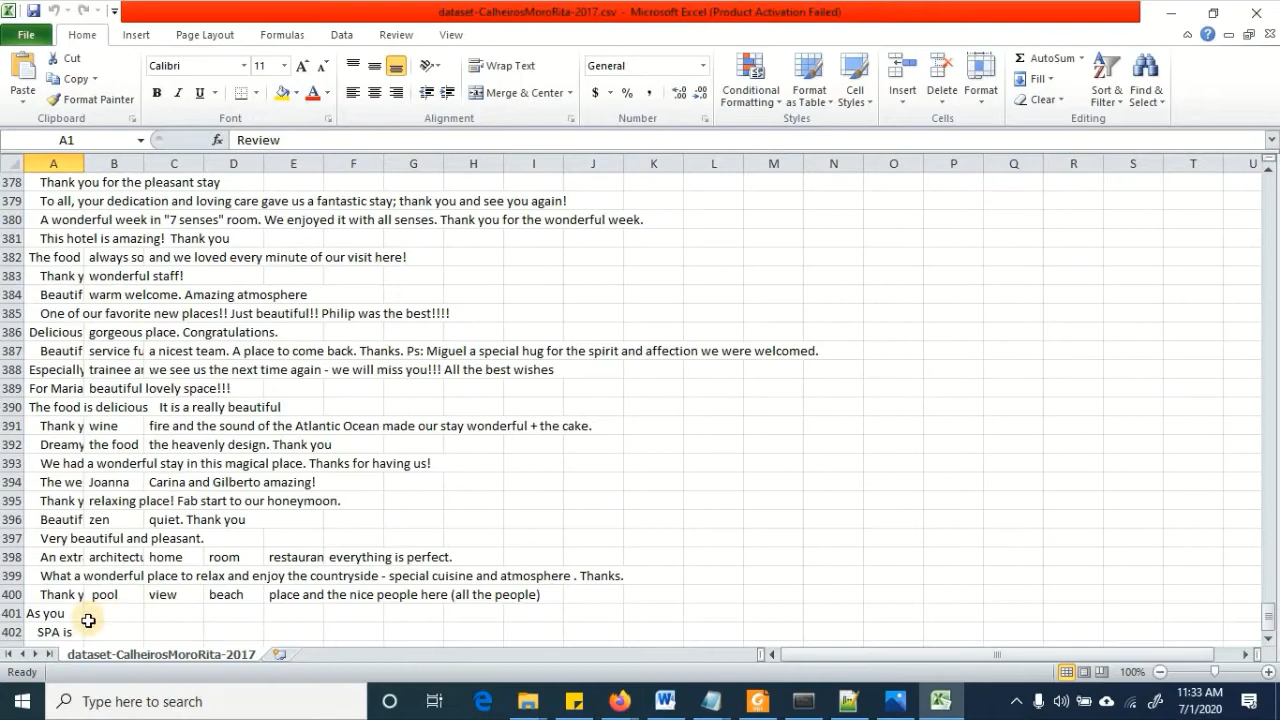 dataset-CalheirosMoroRita-2017.csv - Microsoft Excel (Product Activation Failed)
File Home Insert Page Layout Formulas Data Review View
Paste Cut Calibri 11 Wrap Text General Conditional Formatting Format as Table Cell Styles Insert Delete Format AutoSum Sort & Filter Find & Select
Copy Fill
Format Painter B I U Merge & Center $ % , Clear
Clipboard Font Alignment Number Styles Cells Editing
A1 fx Review
A B C D E F G H I J K L M N O P Q R S T U
378 Thank you for the pleasant stay
379 To all, your dedication and loving care gave us a fantastic stay; thank you and see you again!
380 A wonderful week in "7 senses" room. We enjoyed it with all senses. Thank you for the wonderful week.
381 This hotel is amazing! Thank you
382 The food always so and we loved every minute of our visit here!
383 Thank y wonderful staff!
384 Beautif warm welcome. Amazing atmosphere
385 One of our favorite new places!! Just beautiful!! Philip was the best!!!!
386 Delicious gorgeous place. Congratulations.
387 Beautif service fu a nicest team. A place to come back. Thanks. Ps: Miguel a special hug for the spirit and affection we were welcomed.
388 Especially trainee an we see us the next time again - we will miss you!!! All the best wishes
389 For Maria beautiful lovely space!!!
390 The food is delicious It is a really beautiful
391 Thank y wine fire and the sound of the Atlantic Ocean made our stay wonderful + the cake.
392 Dreamy the food the heavenly design. Thank you
393 We had a wonderful stay in this magical place. Thanks for having us!
394 The we Joanna Carina and Gilberto amazing!
395 Thank y relaxing place! Fab start to our honeymoon.
396 Beautif zen quiet. Thank you
397 Very beautiful and pleasant.
398 An extr architectu home room restauran everything is perfect.
399 What a wonderful place to relax and enjoy the countryside - special cuisine and atmosphere . Thanks.
400 Thank y pool view beach place and the nice people here (all the people)
401 As you
402 SPA is
dataset-CalheirosMoroRita-2017
Ready 100%
Type here to search 11:33 AM
7/1/2020